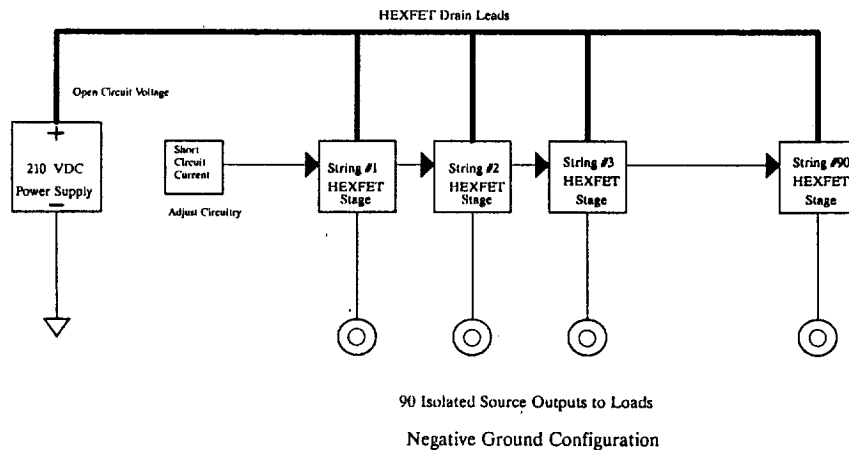 HEXFET Drain Leads
Open Circuit Voltage
+
210 VDC
Power Supply
−
Short
Circuit
Current
Adjust Circuitry
String #1
HEXFET
Stage
String #2
HEXFET
Stage
String #3
HEXFET
Stage
String #90
HEXFET
Stage
90 Isolated Source Outputs to Loads
Negative Ground Configuration